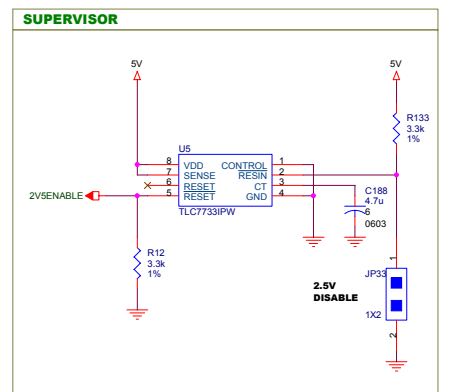 SUPERVISOR
5V
5V
R133
3.3k
1%
U5
8 VDD CONTROL 1
7 SENSE RESIN 2
6 RESET CT 3
5 RESET GND 4
TLC7733IPW
2V5ENABLE
C188
4.7u
6
0603
R12
3.3k
1%
1
JP33
2.5V
DISABLE
1X2
2